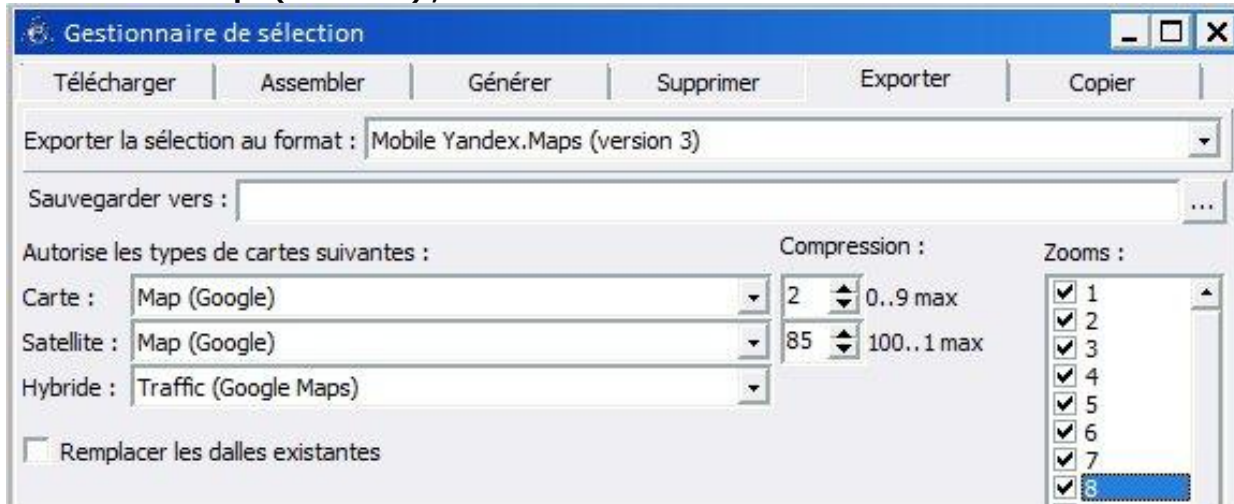 Gestionnaire de sélection
Télécharger Assembler Générer Supprimer Exporter Copier
Exporter la sélection au format : Mobile Yandex.Maps (version 3)
Sauvegarder vers : ...
Autorise les types de cartes suivantes : Compression : Zooms :
Carte : Map (Google) 2 0..9 max 1
2
Satellite : Map (Google) 85 100..1 max 3
4
Hybride : Traffic (Google Maps) 5
6
Remplacer les dalles existantes 7
8